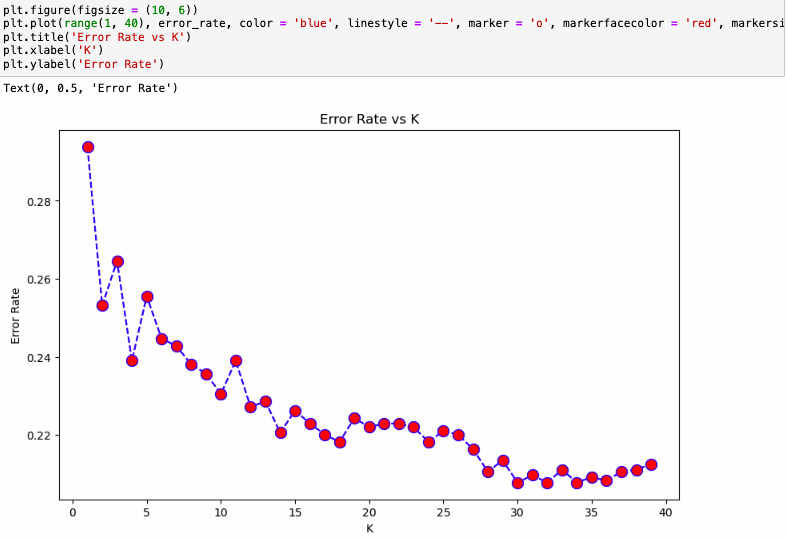 plt.figure(figsize = (10, 6))
plt.plot(range(1, 40), error_rate, color = 'blue', linestyle = '--', marker = 'o', markerfacecolor = 'red', markersi
plt.title('Error Rate vs K')
plt.xlabel('K')
plt.ylabel('Error Rate')
Text(0, 0.5, 'Error Rate')
Error Rate vs K
Error Rate
0.28
0.26
0.24
0.22
0 5 10 15 20 25 30 35 40
K